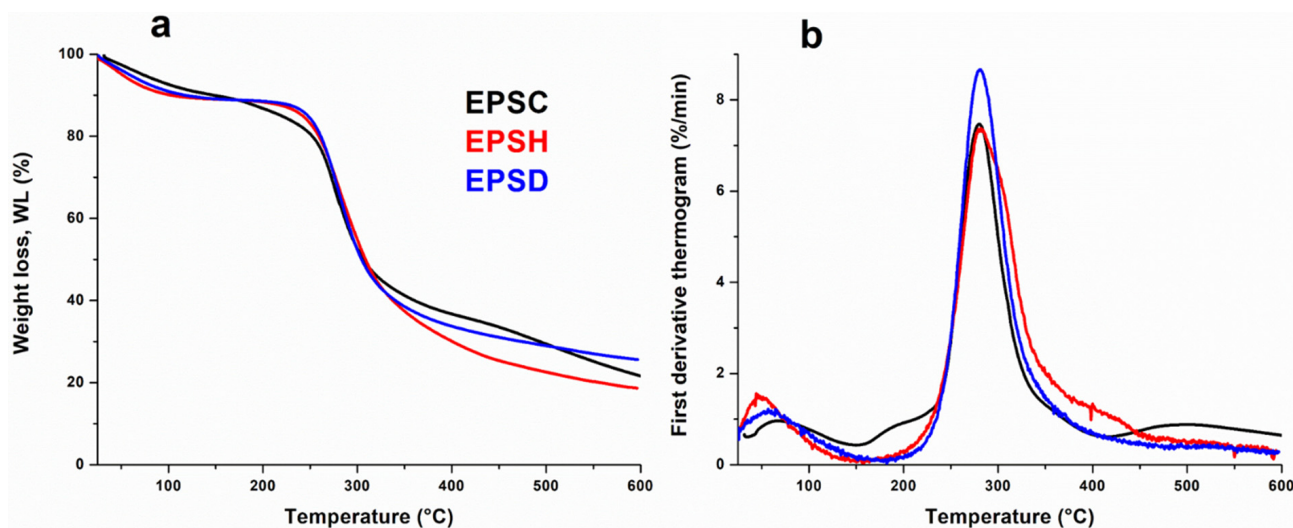 a
Weight loss, WL (%)
100
80
60
40
20
0
EPSC
EPSH
EPSD
100
200
300
400
500
600
Temperature (°C)
b
First derivative thermogram (%/min)
8
6
4
2
0
100
200
300
400
500
600
Temperature (°C)